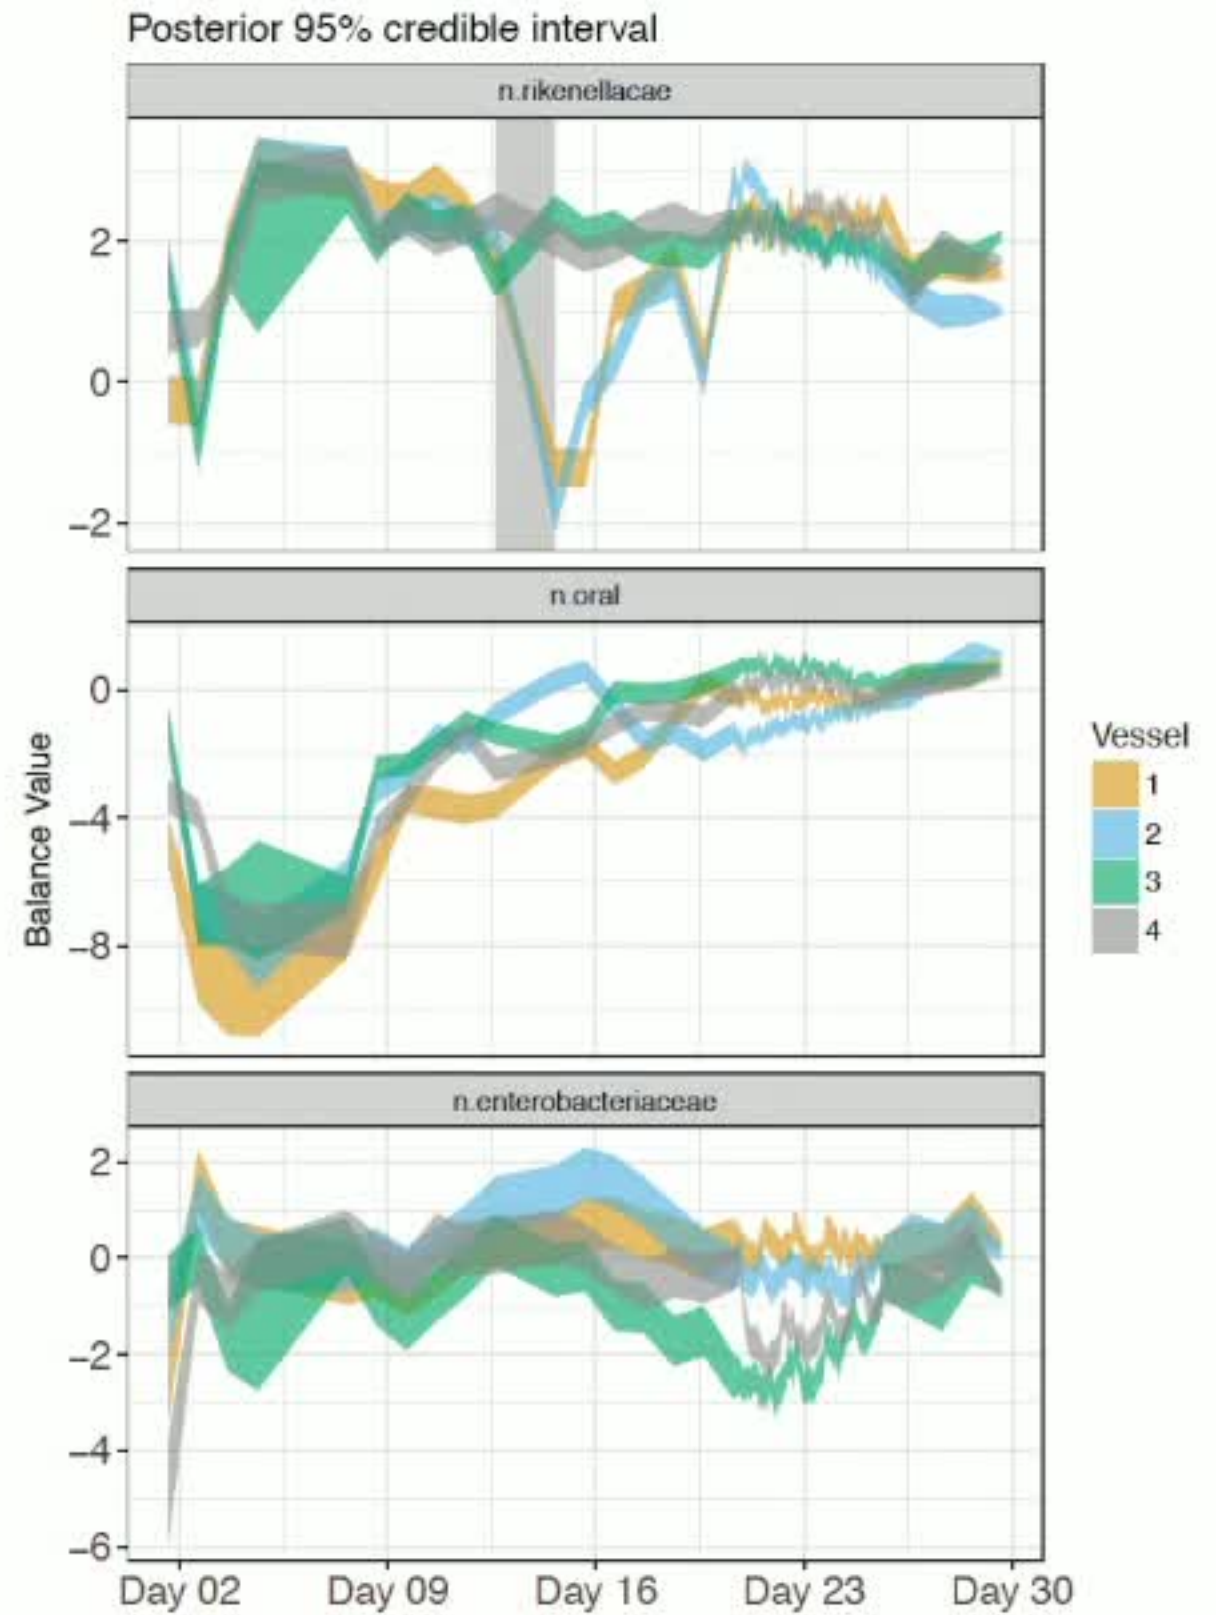 Posterior 95% credible interval
n.rikenellacae
2
0
−2
n.oral
0
−4
−8
Balance Value
Vessel
1
2
3
4
n.enterobacteriaceae
2
0
−2
−4
−6
Day 02 Day 09 Day 16 Day 23 Day 30